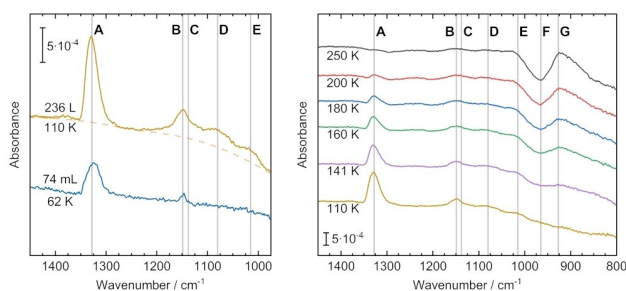 A B C D E
5·10-4
236 L
110 K
74 mL
62 K
Absorbance
1400 1300 1200 1100 1000
Wavenumber / cm-1
A B C D E F G
250 K
200 K
180 K
160 K
141 K
110 K
5·10-4
Absorbance
1400 1300 1200 1100 1000 900 800
Wavenumber / cm-1